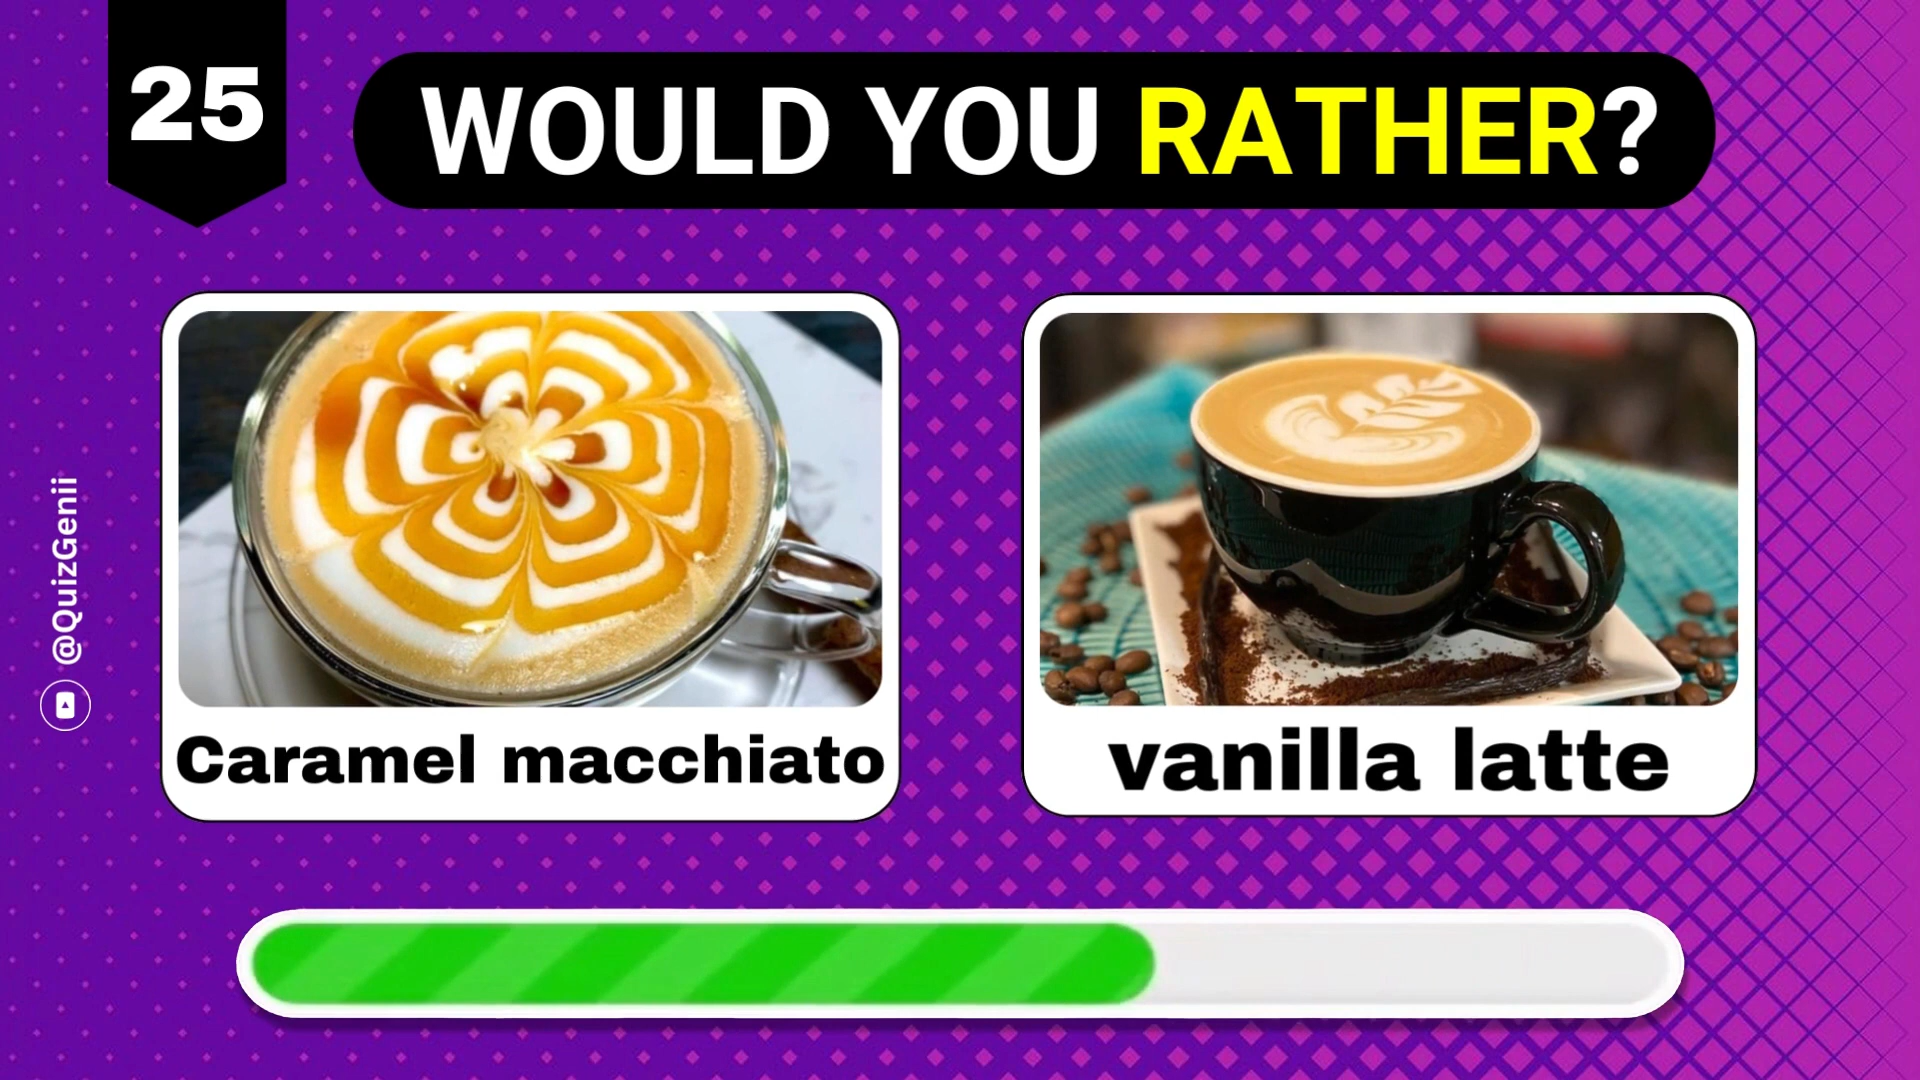 25
WOULD YOU RATHER?
@QuizGenii
Caramel macchiato
vanilla latte